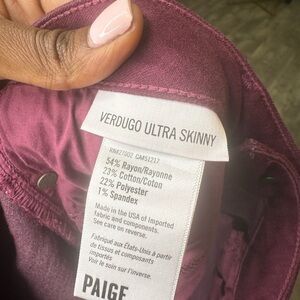 VERDUGO ULTRA SKINNY
54% Rayon/Rayonne
23% Cotton/Coton
22% Polyester
1% Spandex
Made in the USA of imported
fabric and components.
See care on reverse.
Fabriqué aux États-Unis à partir
de tissus et composants
importés
Voir le soin sur l'inverse.
PAIGE